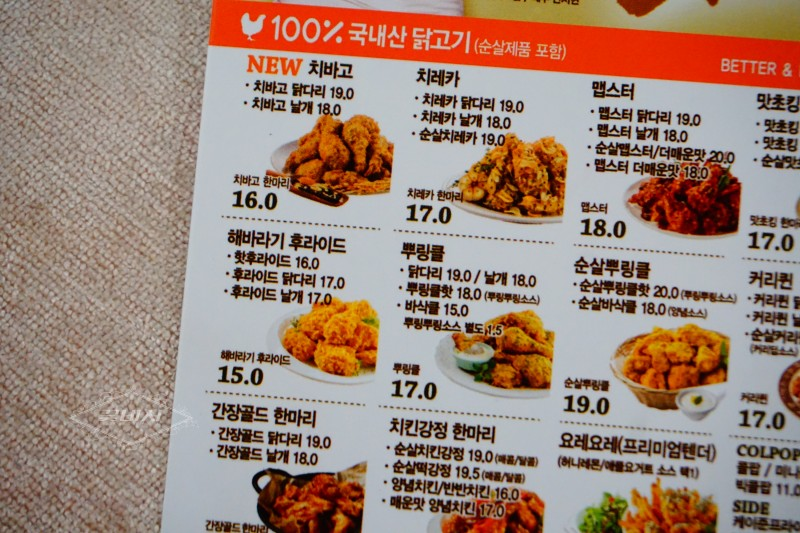 100% 국내산 닭고기 (순살제품 포함)
BETTER &
NEW 치바고
· 치바고 닭다리 19.0
· 치바고 날개 18.0
치바고 한마리
16.0
치레카
· 치레카 닭다리 19.0
· 치레카 날개 18.0
· 순살치레카 19.0
치레카 한마리
17.0
맵스터
· 맵스터 닭다리 19.0
· 맵스터 날개 18.0
· 순살맵스터/더매운맛 20.0
· 맵스터 더매운맛 18.0
맵스터
18.0
맛초킹
· 맛초킹
· 맛초킹
· 순살맛초
맛초킹 한마
17.0
해바라기 후라이드
· 핫후라이드 16.0
· 후라이드 닭다리 17.0
· 후라이드 날개 17.0
해바라기 후라이드
15.0
뿌링클
· 닭다리 19.0 / 날개 18.0
· 뿌링클핫 18.0 (뿌링뿌링소스)
· 바삭클 15.0
뿌링뿌링소스 별도 1.5
뿌링클
17.0
순살뿌링클
· 순살뿌링클핫 20.0 (뿌링뿌링소스)
· 순살바삭클 18.0 (양념소스)
순살뿌링클
19.0
커리퀸
· 커리퀸 닭
· 커리퀸 날
· 순살커리
(커리딥소스
커리퀸
17.0
간장골드 한마리
· 간장골드 닭다리 19.0
· 간장골드 날개 18.0
간장골드 한마리
치킨강정 한마리
· 순살치킨강정 19.0 (매콤/달콤)
· 순살떡강정 19.5 (매콤/달콤)
· 양념치킨/반반치킨 16.0
· 매운맛 양념치킨 17.0
요레요레(프리미엄텐더)
(허니레몬/애플요거트 소스 택1)
COLPOP
콜팝 / 미니
빅콜팝 11.0
SIDE
케이준프라이